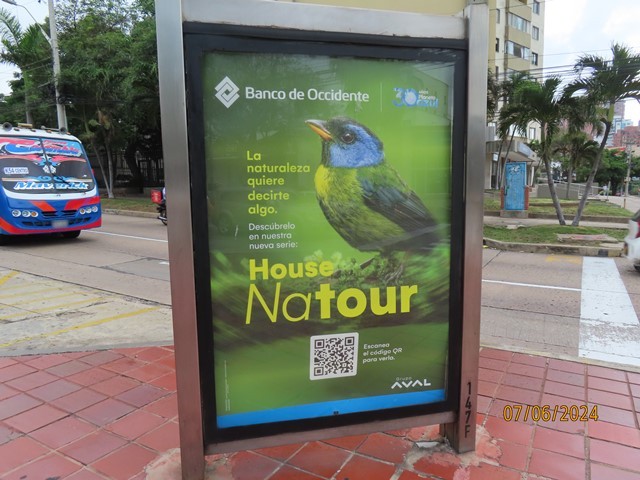 Banco de Occidente
La
naturaleza
quiere
decirte
algo.
Descúbrelo
en nuestra
nueva serie:
House
Natour
Escanea
el código QR
para verlo.
Grupo
AVAL
147F
07/06/2024